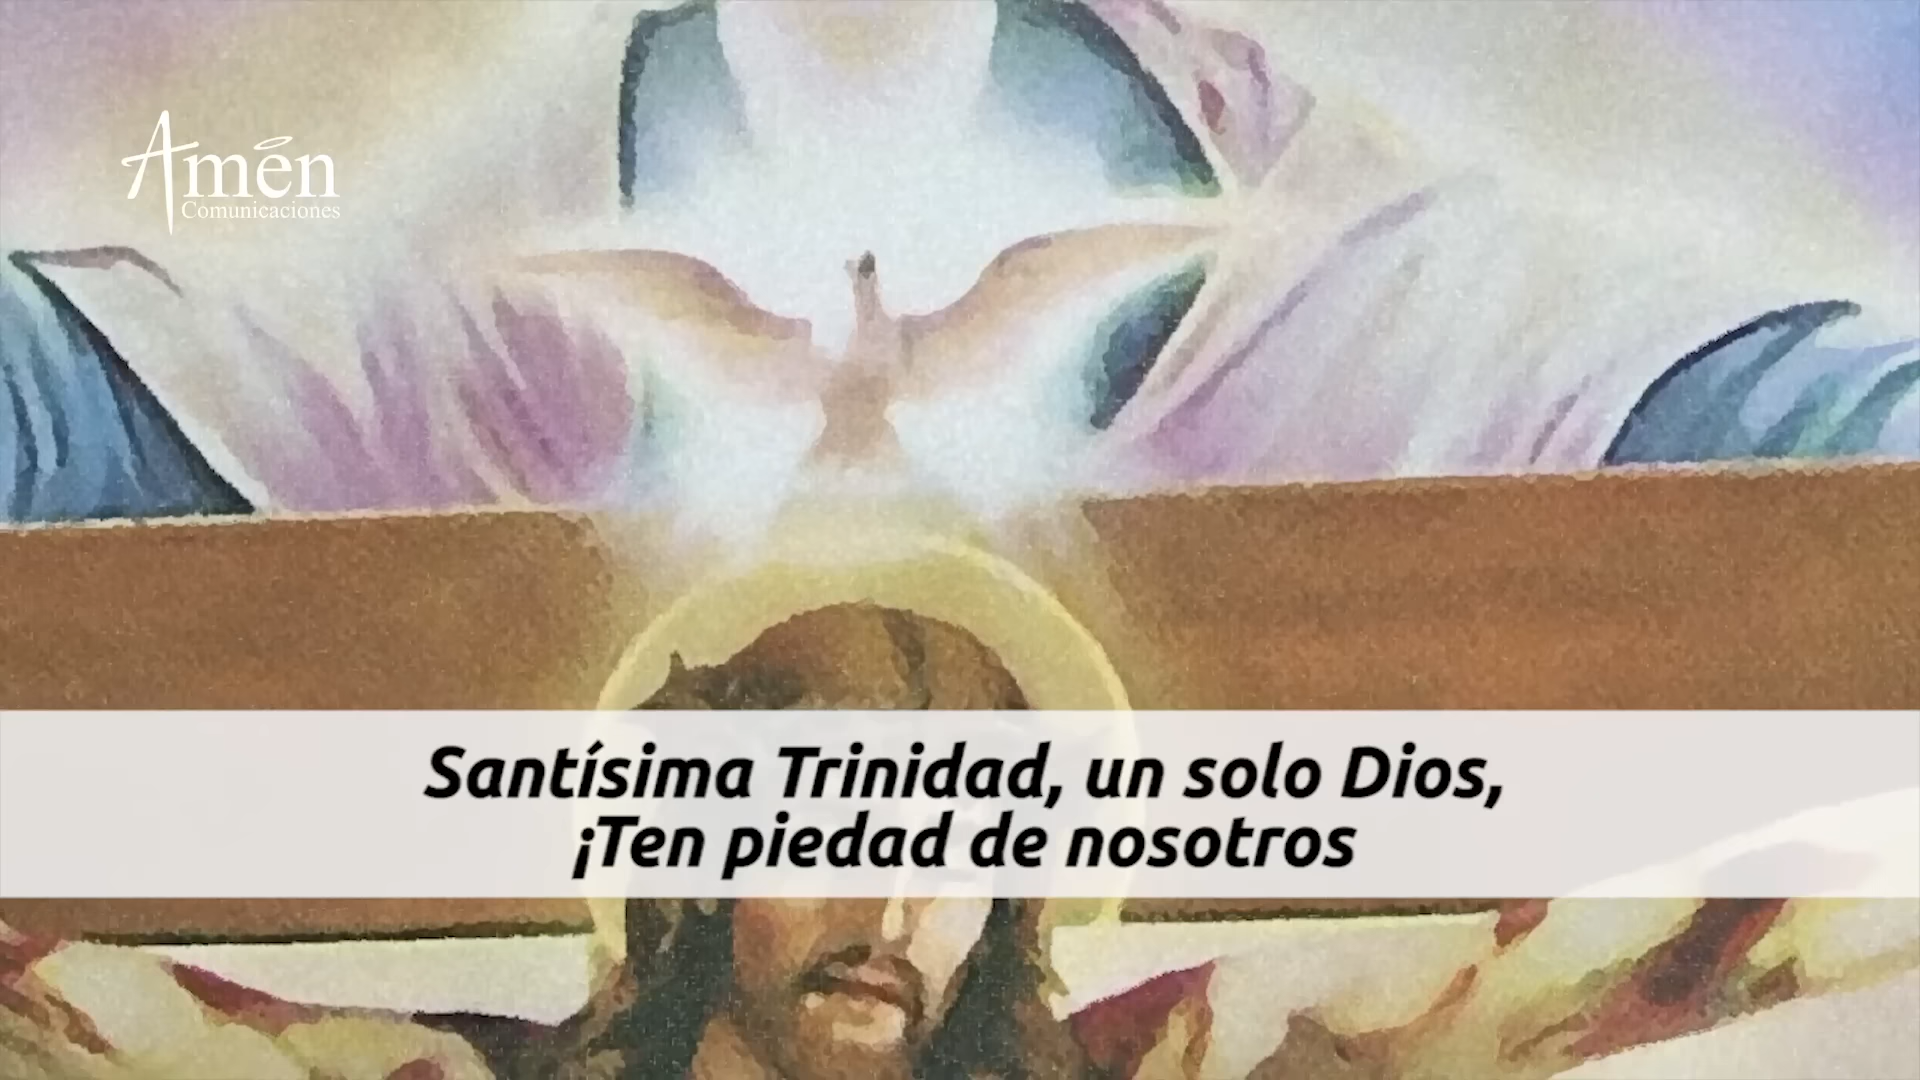 Amén
Comunicaciones
Santísima Trinidad, un solo Dios,
¡Ten piedad de nosotros